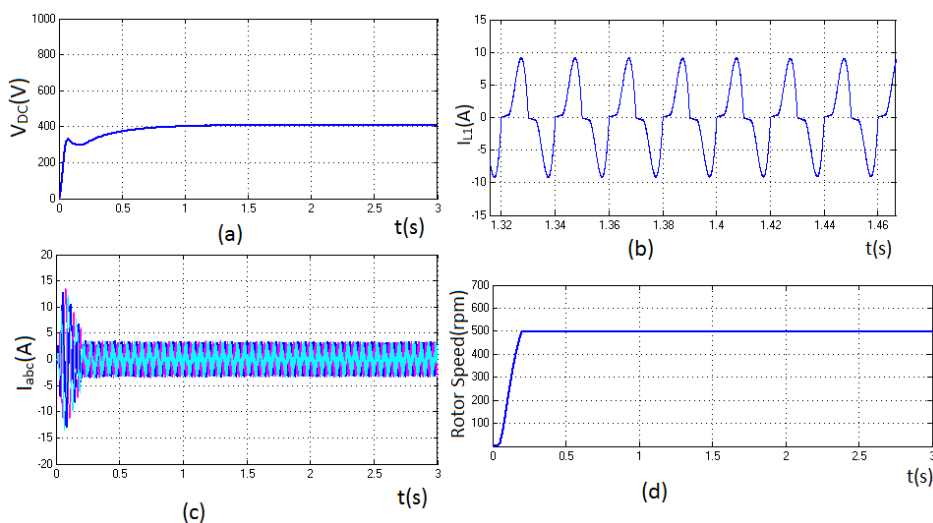 1000
800
600
400
200
0
V_DC(V)
0 0.5 1 1.5 2 2.5 3
t(s)
(a)
15
10
5
0
-5
-10
-15
I_L1(A)
1.32 1.34 1.36 1.38 1.4 1.42 1.44 1.46
t(s)
(b)
20
15
10
5
0
-5
-10
-15
-20
I_abc(A)
0 0.5 1 1.5 2 2.5 3
t(s)
(c)
700
600
500
400
300
200
100
Rotor Speed(rpm)
0 0.5 1 1.5 2 2.5 3
t(s)
(d)